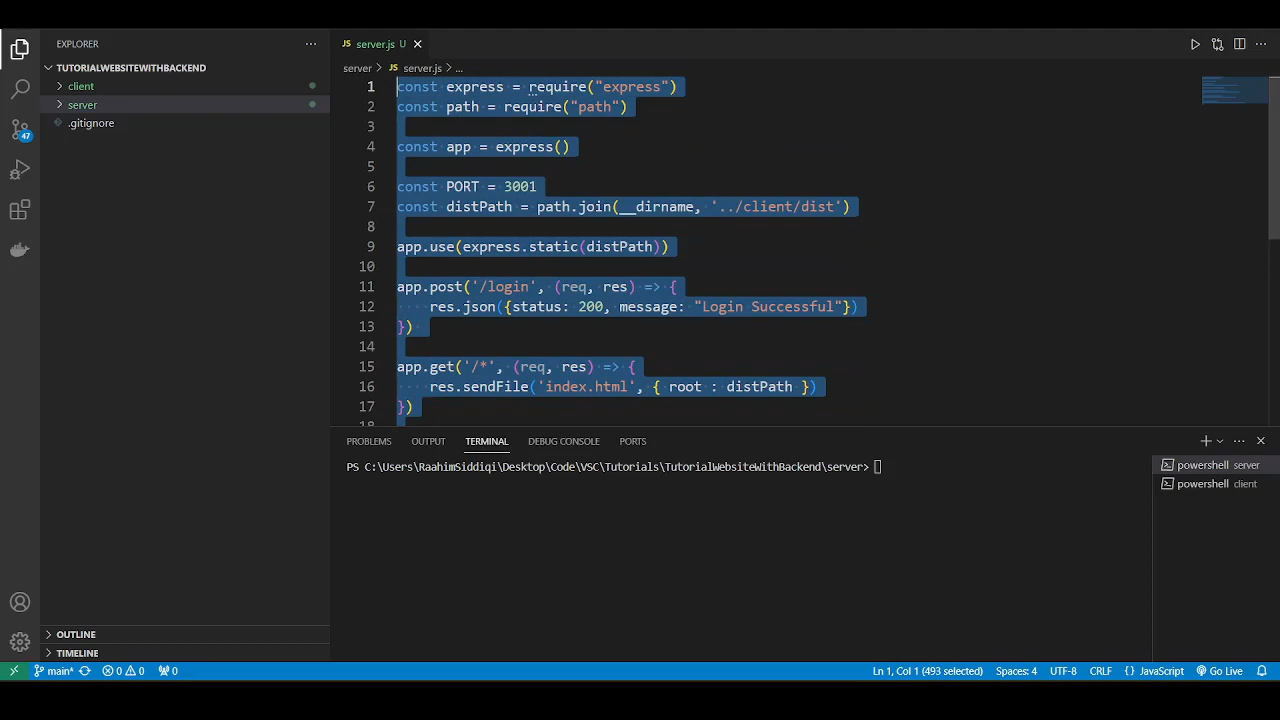 EXPLORER
TUTORIALWEBSITEWITHBACKEND
client
server
.gitignore
47
OUTLINE
TIMELINE
JS server.js U
server > JS server.js > ...
1 const express = require("express")
2 const path = require("path")
3
4 const app = express()
5
6 const PORT = 3001
7 const distPath = path.join(__dirname, '../client/dist')
8
9 app.use(express.static(distPath))
10
11 app.post('/login', (req, res) => {
12 res.json({status: 200, message: "Login Successful"})
13 })
14
15 app.get('/*', (req, res) => {
16 res.sendFile('index.html', { root : distPath })
17 })
18
PROBLEMS OUTPUT TERMINAL DEBUG CONSOLE PORTS
PS C:\Users\RaahimSiddiqi\Desktop\Code\VSC\Tutorials\TutorialWebsiteWithBackend\server>
powershell server
powershell client
main* 0 0 0 Ln 1, Col 1 (493 selected) Spaces: 4 UTF-8 CRLF {} JavaScript Go Live